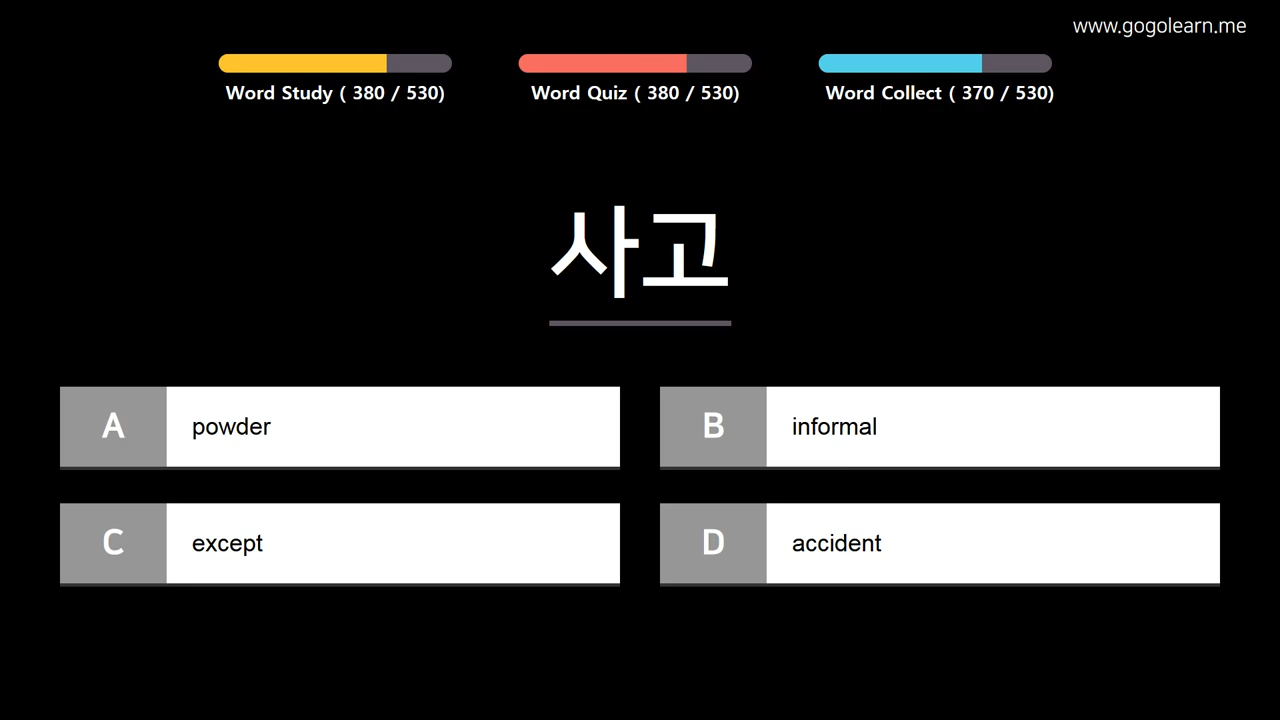 www.gogolearn.me
Word Study ( 380 / 530)
Word Quiz ( 380 / 530)
Word Collect ( 370 / 530)
사고
A powder
B informal
C except
D accident